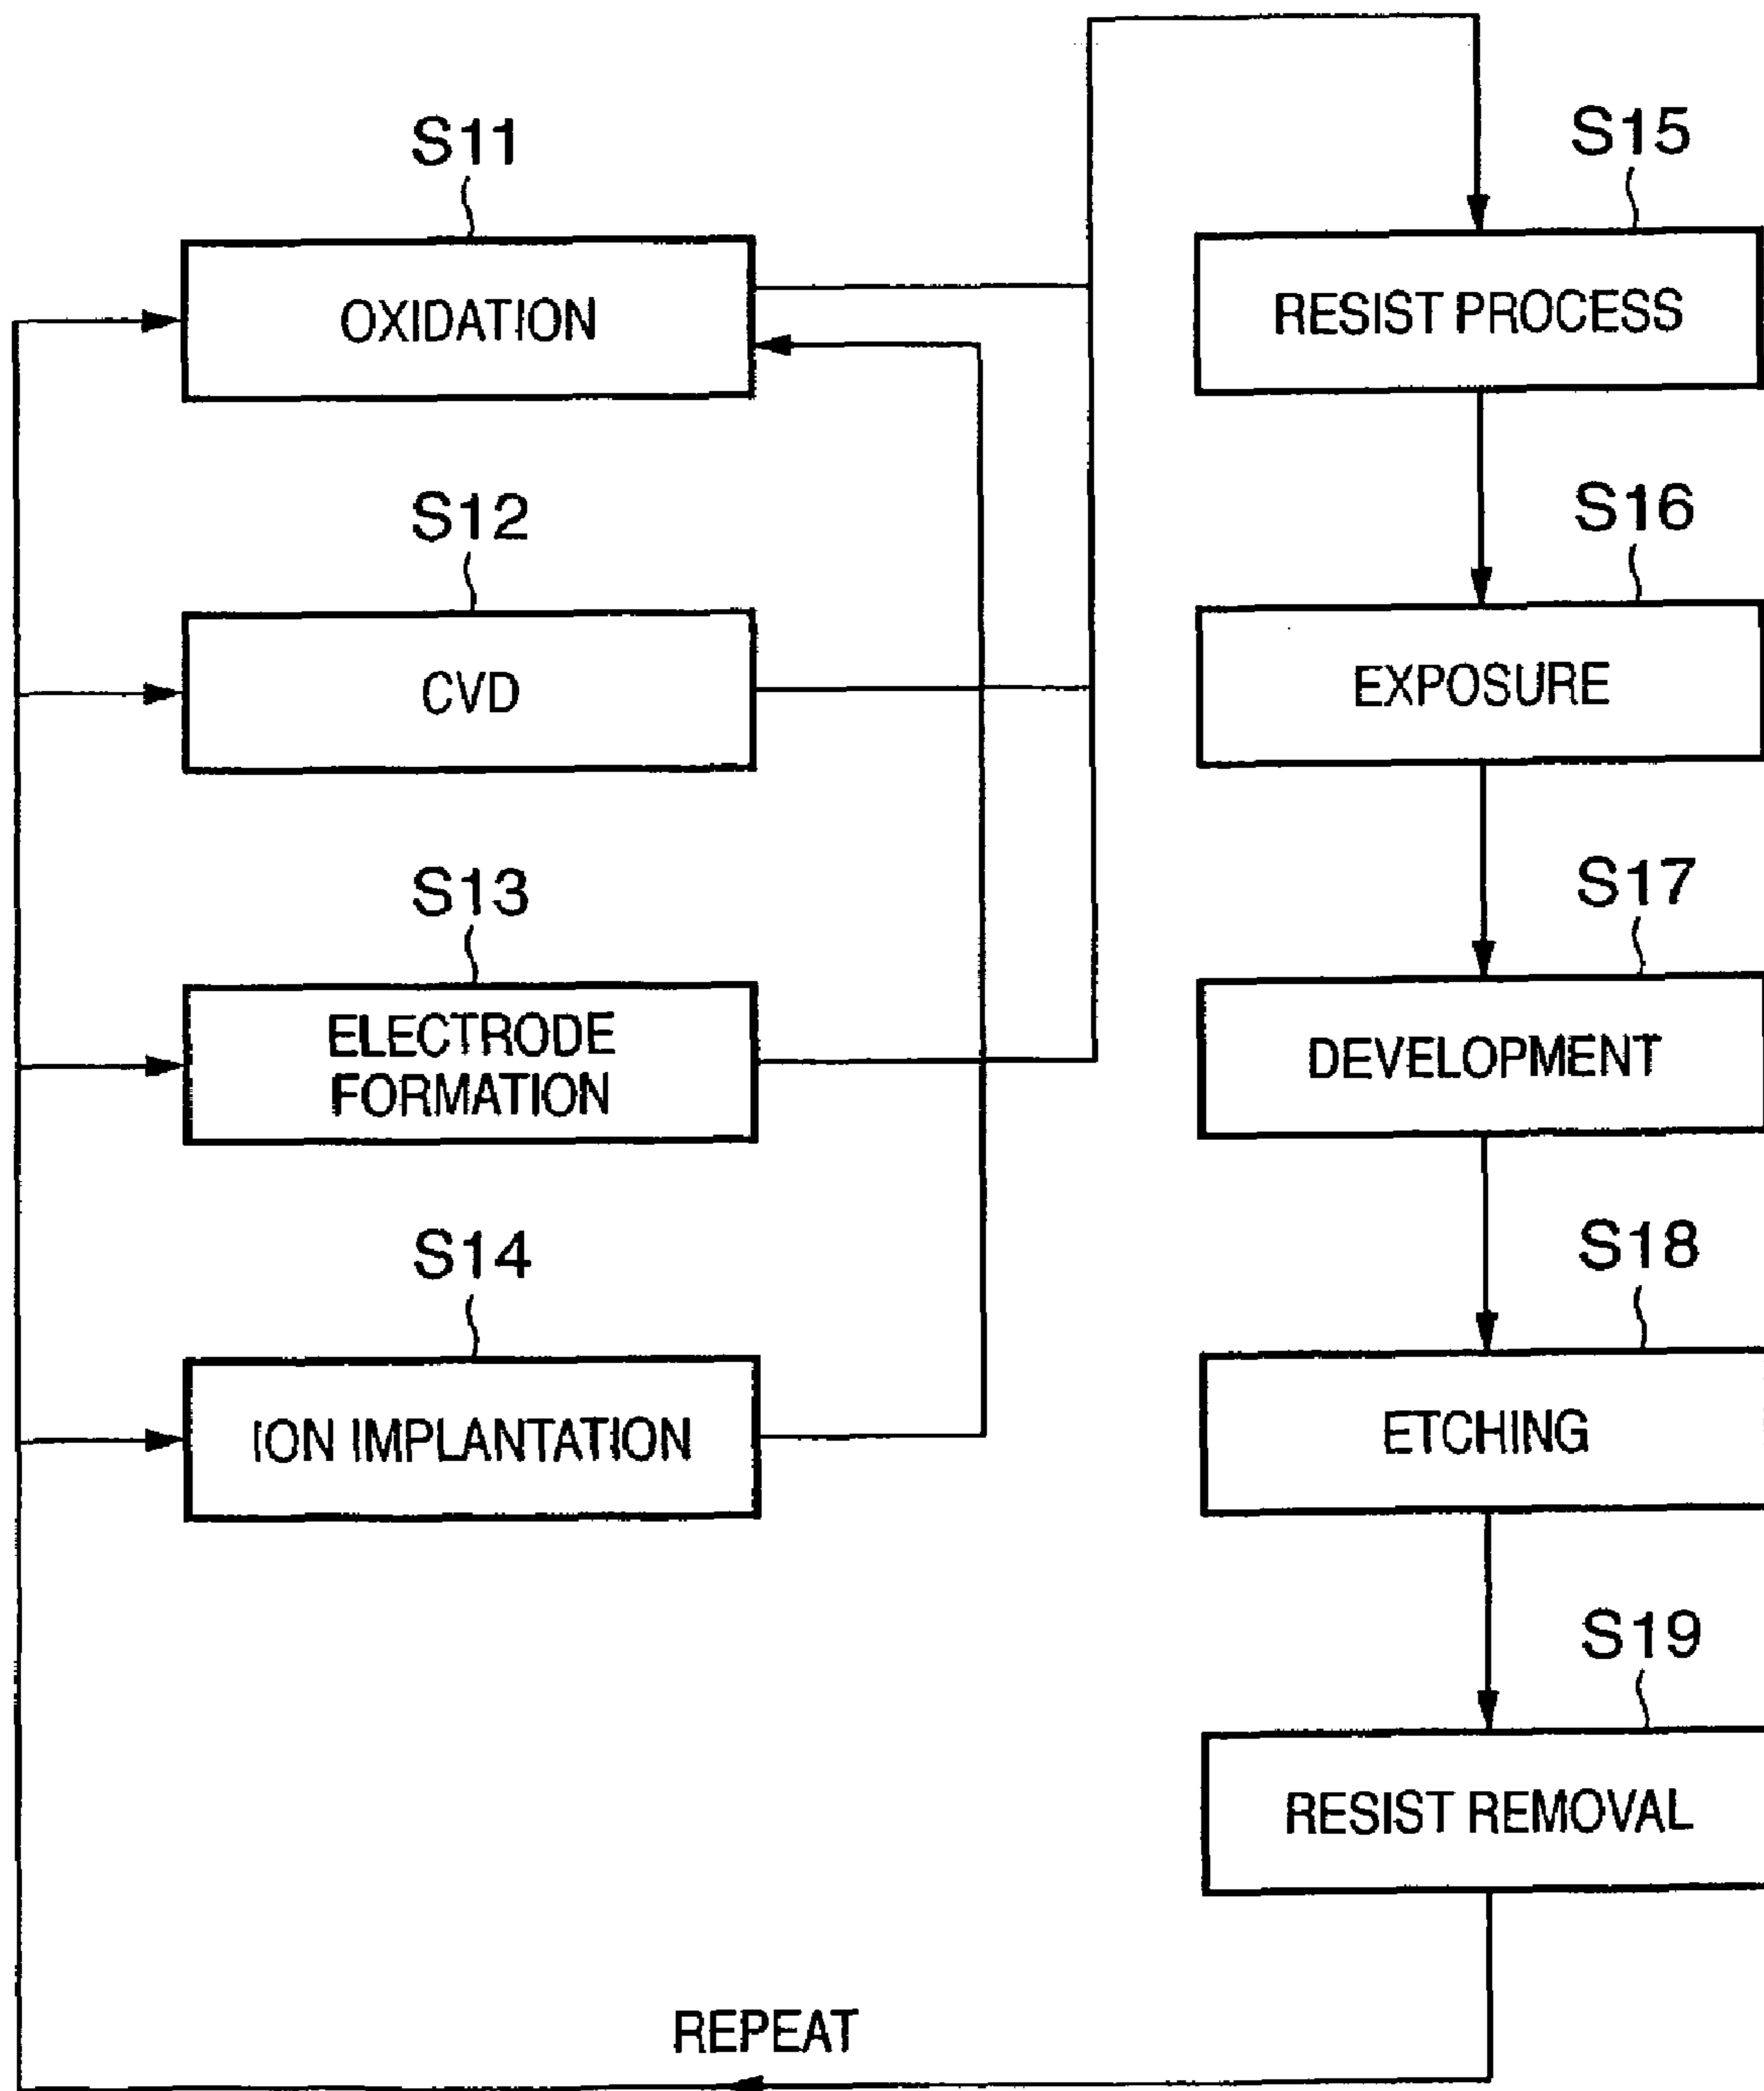 S11
OXIDATION
S12
CVD
S13
ELECTRODE
FORMATION
S14
ION IMPLANTATION
S15
RESIST PROCESS
S16
EXPOSURE
S17
DEVELOPMENT
S18
ETCHING
S19
RESIST REMOVAL
REPEAT